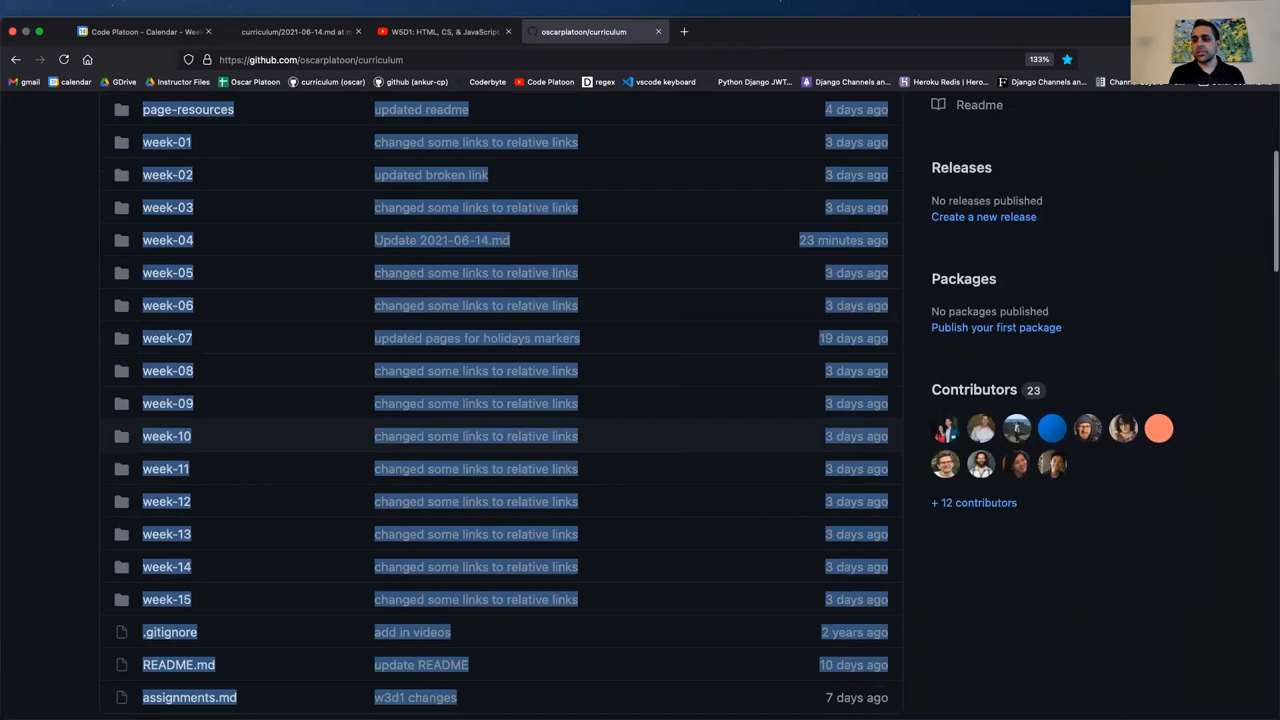 Code Platoon - Calendar - Wee
curriculum/2021-06-14.md at m
W5D1: HTML, CS, & JavaScript
oscarplatoon/curriculum
https://github.com/oscarplatoon/curriculum
133%
gmail
calendar
GDrive
Instructor Files
Oscar Platoon
curriculum (oscar)
github (ankur-cp)
Coderbyte
Code Platoon
regex
vscode keyboard
Python Django JWT...
Django Channels an...
Heroku Redis | Hero...
Django Channels an...
page-resources updated readme 4 days ago
week-01 changed some links to relative links 3 days ago
week-02 updated broken link 3 days ago
week-03 changed some links to relative links 3 days ago
week-04 Update 2021-06-14.md 23 minutes ago
week-05 changed some links to relative links 3 days ago
week-06 changed some links to relative links 3 days ago
week-07 updated pages for holidays markers 19 days ago
week-08 changed some links to relative links 3 days ago
week-09 changed some links to relative links 3 days ago
week-10 changed some links to relative links 3 days ago
week-11 changed some links to relative links 3 days ago
week-12 changed some links to relative links 3 days ago
week-13 changed some links to relative links 3 days ago
week-14 changed some links to relative links 3 days ago
week-15 changed some links to relative links 3 days ago
.gitignore add in videos 2 years ago
README.md update README 10 days ago
assignments.md w3d1 changes 7 days ago
Readme
Releases
No releases published
Create a new release
Packages
No packages published
Publish your first package
Contributors 23
+ 12 contributors